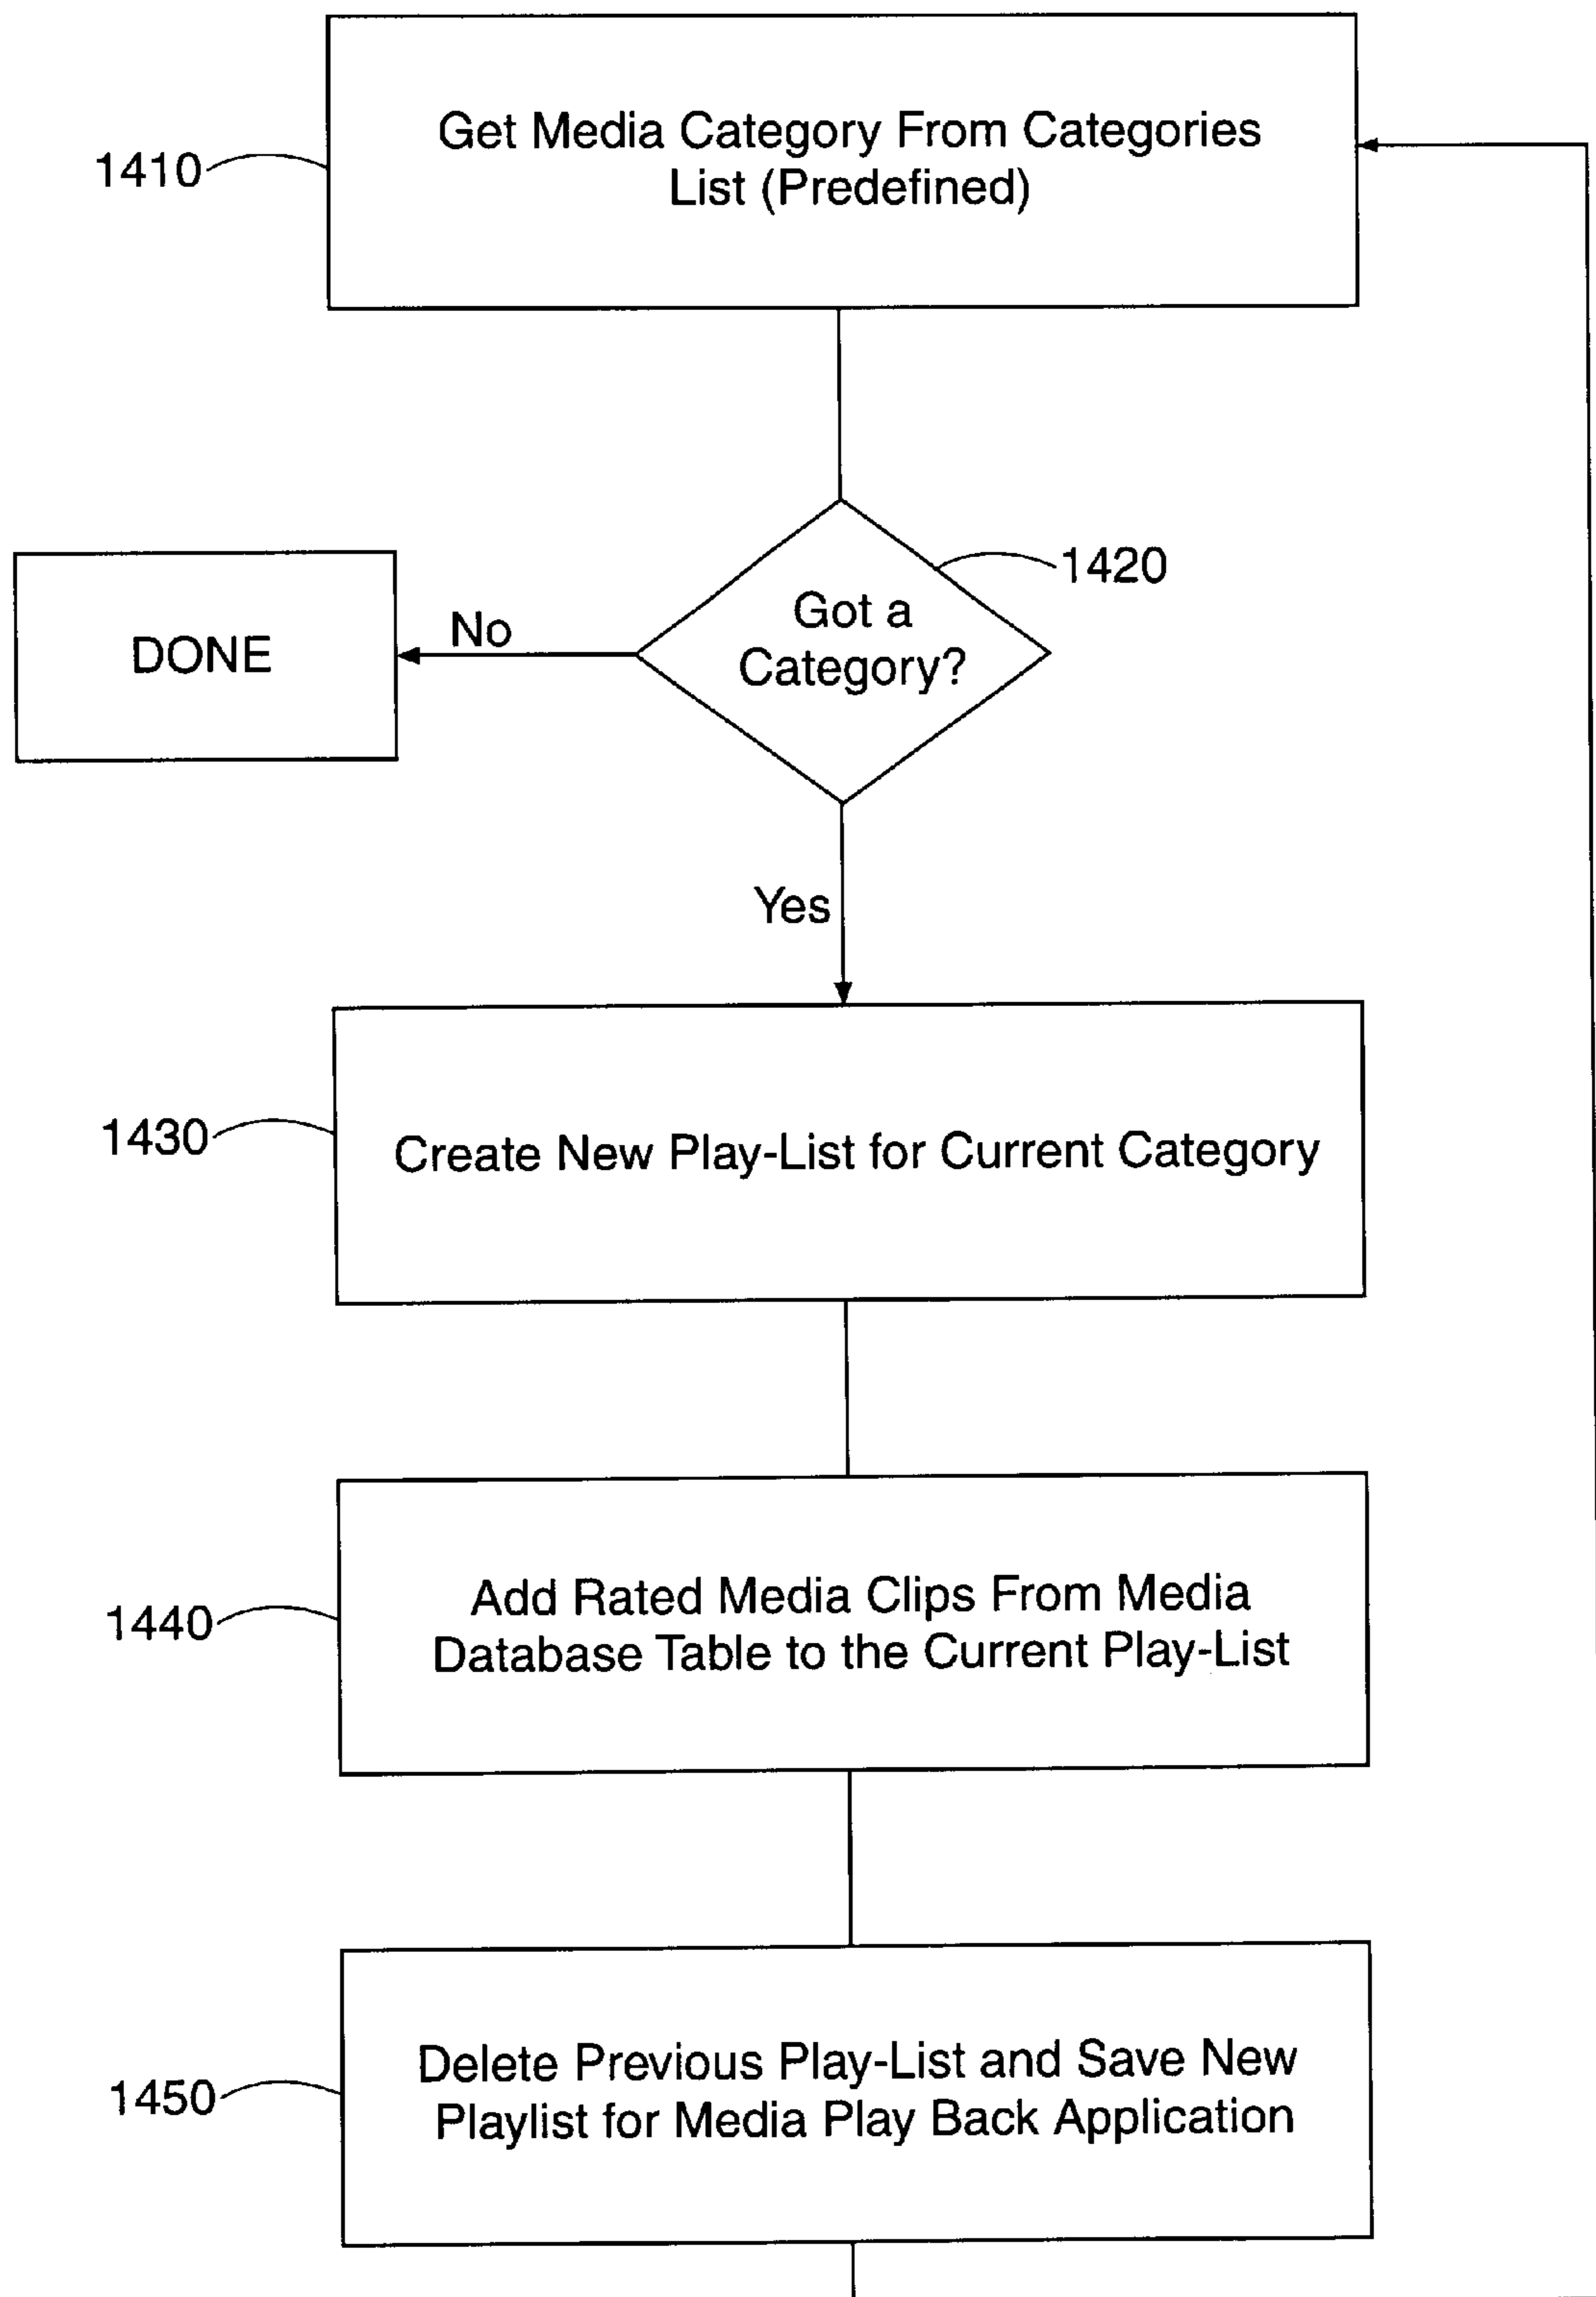 Get Media Category From Categories
List (Predefined)
1410
1420
Got a
Category?
No
DONE
Yes
1430
Create New Play-List for Current Category
1440
Add Rated Media Clips From Media
Database Table to the Current Play-List
1450
Delete Previous Play-List and Save New
Playlist for Media Play Back Application